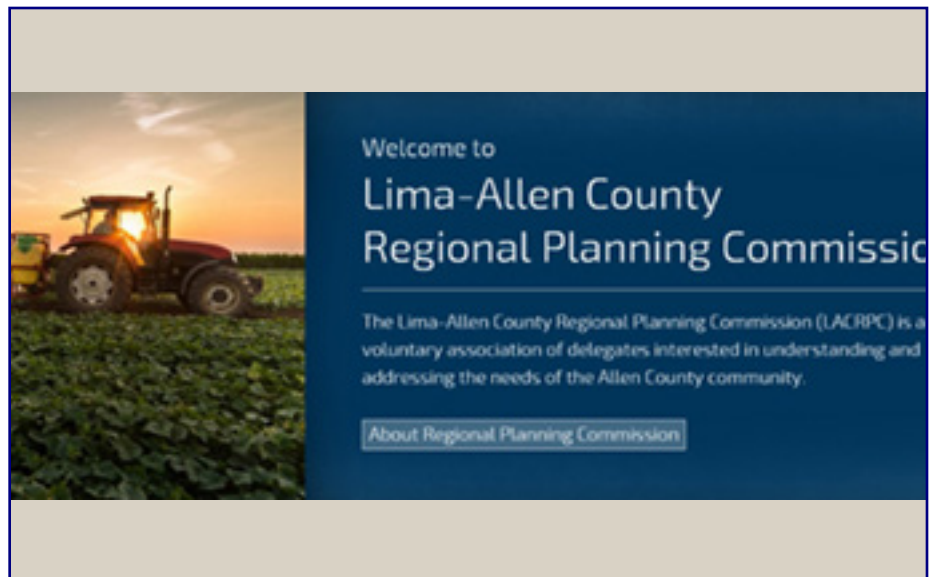 Welcome to
Lima-Allen County
Regional Planning Commissio
The Lima-Allen County Regional Planning Commission (LACRPC) is a
voluntary association of delegates interested in understanding and
addressing the needs of the Allen County community.
About Regional Planning Commission